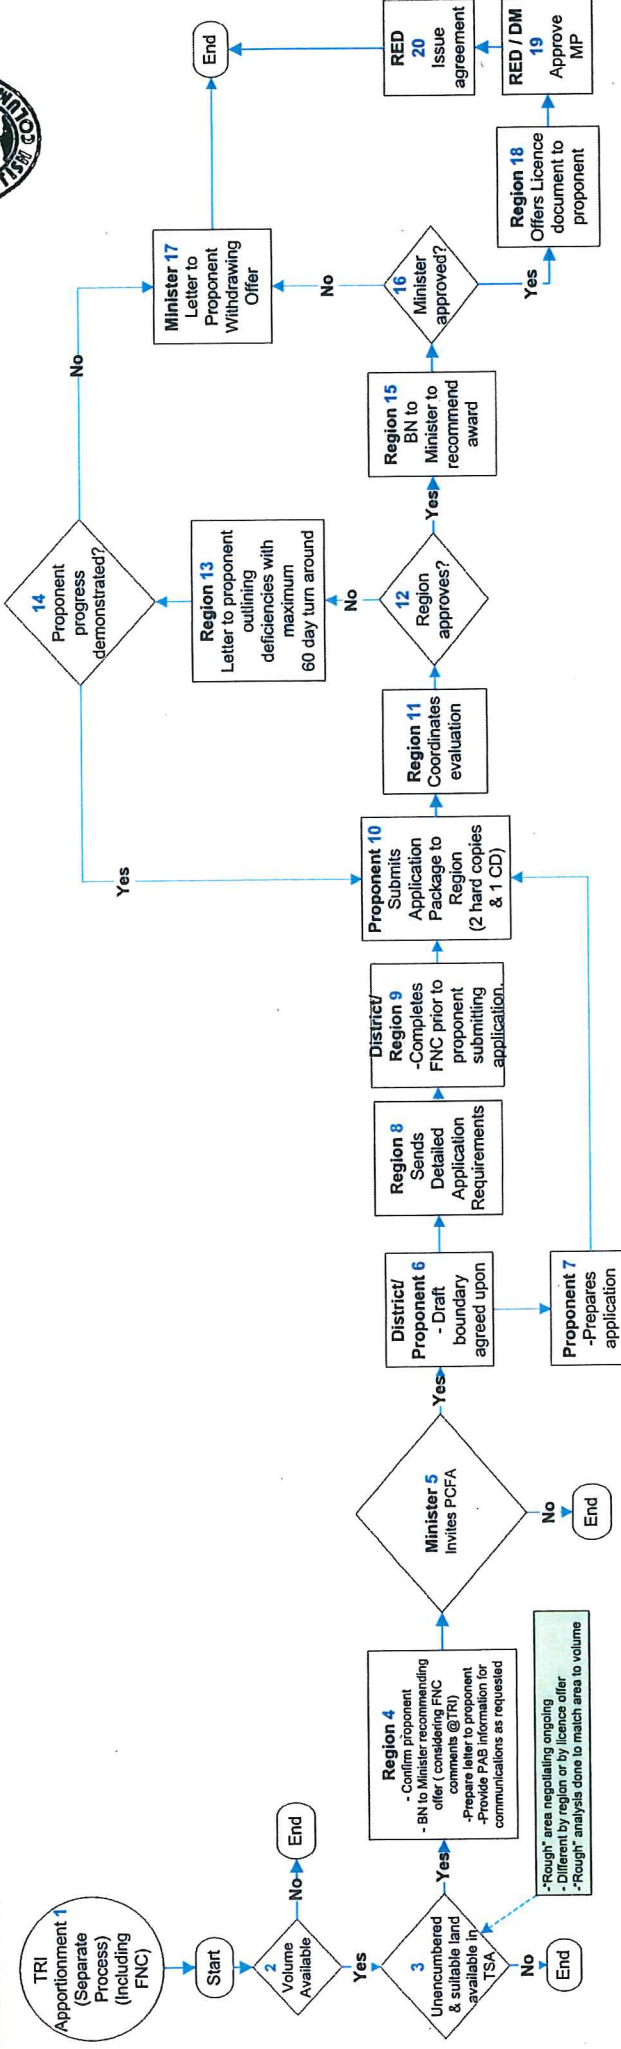 TRI
Apportionment 1
(Separate
Process)
(Including
FNC)
Start
2
Volume
Available
No
End
Yes
3
Unencumbered
& suitable land
available in
TSA
No
End
-"Rough" area negotiating ongoing
- Different by region or by licence offer
-"Rough" analysis done to match area to volume
Yes
Region 4
- Confirm proponent
- BN to Minister recommending
offer ( considering FNC
comments @TRI)
-Prepare letter to proponent
-Provide PAB information for
communications as requested
Minister 5
Invites PCFA
No
End
Yes
District/
Proponent 6
- Draft
boundary
agreed upon
Proponent 7
-Prepares
application
Region 8
Sends
Detailed
Application
Requirements
District/
Region 9
-Completes
FNC prior to
proponent
submitting
application.
Proponent 10
Submits
Application
Package to
Region
(2 hard copies
& 1 CD)
Region 11
Coordinates
evaluation
12
Region
approves?
No
Region 13
Letter to proponent
outlining
deficiencies with
maximum
60 day turn around
14
Proponent
progress
demonstrated?
Yes
No
Yes
Region 15
BN to
Minister to
recommend
award
16
Minister
approved?
No
Minister 17
Letter to
Proponent
Withdrawing
Offer
Yes
Region 18
Offers Licence
document to
proponent
RED / DM
19
Approve
MP
RED
20
Issue
agreement
End